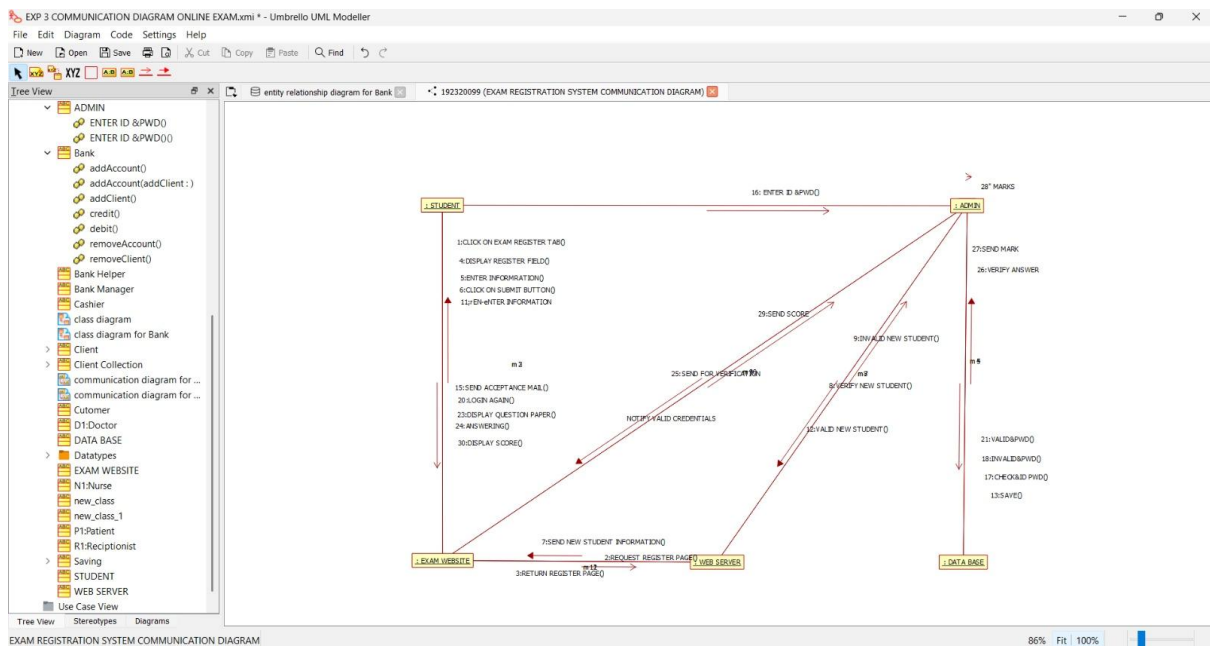 EXP 3 COMMUNICATION DIAGRAM ONLINE EXAM.xmi * - Umbrello UML Modeller
File Edit Diagram Code Settings Help
New Open Save Cut Copy Paste Find
XYZ XYZ A:B A:B
Tree View
entity relationship diagram for Bank
192320099 (EXAM REGISTRATION SYSTEM COMMUNICATION DIAGRAM)
ADMIN
ENTER ID &PWD()
ENTER ID &PWD()()
Bank
addAccount()
addAccount(addClient : )
addClient()
credit()
debit()
removeAccount()
removeClient()
Bank Helper
Bank Manager
Cashier
class diagram
class diagram for Bank
Client
Client Collection
communication diagram for ...
communication diagram for ...
Cutomer
D1:Doctor
DATA BASE
Datatypes
EXAM WEBSITE
N1:Nurse
new_class
new_class_1
P1:Patient
R1:Reciptionist
Saving
STUDENT
WEB SERVER
Use Case View
Tree View Stereotypes Diagrams
28" MARKS
16: ENTER ID &PWD()
: STUDENT
: ADMIN
1:CLICK ON EXAM REGISTER TAB()
4:DISPLAY REGISTER FIELD()
5:ENTER INFORMRATION()
6:CLICK ON SUBMIT BUTTON()
11;rEN-eNTER INFORMATION
27:SEND MARK
26:VERIFY ANSWER
29:SEND SCORE
9:INVALID NEW STUDENT()
m 3
25:SEND FOR VERIFICATION
8:VERIFY NEW STUDENT()
15:SEND ACCEPTANCE MAIL()
20:LOGIN AGAIN()
23:DISPLAY QUESTION PAPER()
24:ANSWERING()
30:DISPLAY SCORE()
NOTIFY VALID CREDENTIALS
12:VALID NEW STUDENT()
21:VALID&PWD()
18:INVALID&PWD()
17:CHECK&ID PWD()
13:SAVE()
7:SEND NEW STUDENT INFORMATION()
2:REQUEST REGISTER PAGE()
: EXAM WEBSITE
: WEB SERVER
: DATA BASE
3:RETURN REGISTER PAGE()
EXAM REGISTRATION SYSTEM COMMUNICATION DIAGRAM
86% Fit 100%